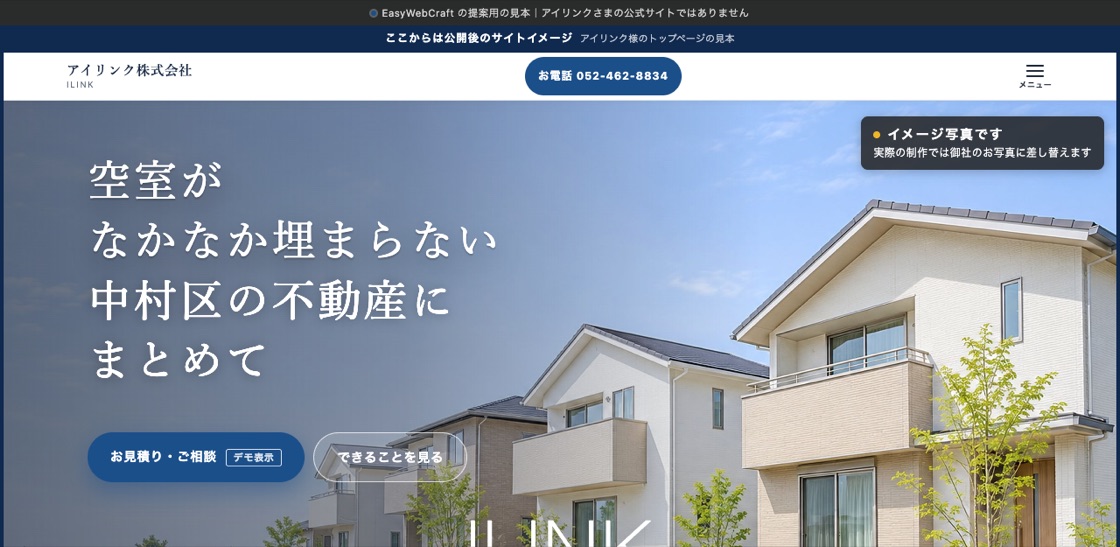 EasyWebCraft の提案用の見本｜アイリンクさまの公式サイトではありません
ここからは公開後のサイトイメージ アイリンク様のトップページの見本
アイリンク株式会社
ILINK
お電話 052-462-8834
メニュー
イメージ写真です
実際の制作では御社のお写真に差し替えます
空室が
なかなか埋まらない
中村区の不動産に
まとめて
お見積り・ご相談 デモ表示
できることを見る
ILINK